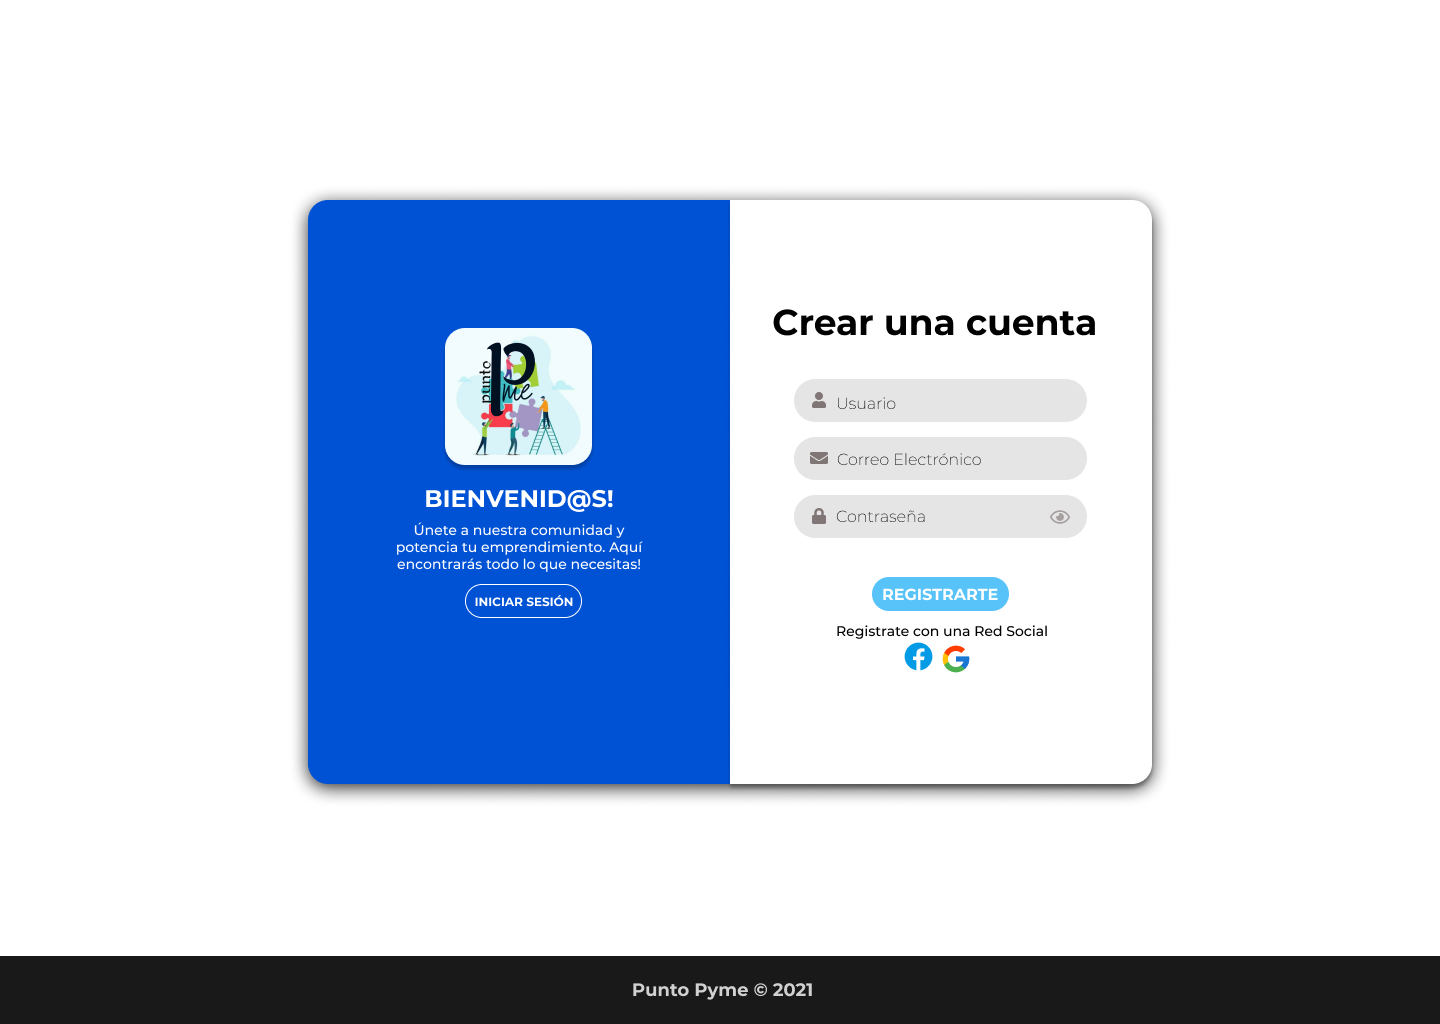 punto
Pme
BIENVENID@S!
Únete a nuestra comunidad y
potencia tu emprendimiento. Aquí
encontrarás todo lo que necesitas!
INICIAR SESIÓN
Crear una cuenta
Usuario
Correo Electrónico
Contraseña
REGISTRARTE
Registrate con una Red Social
Punto Pyme © 2021